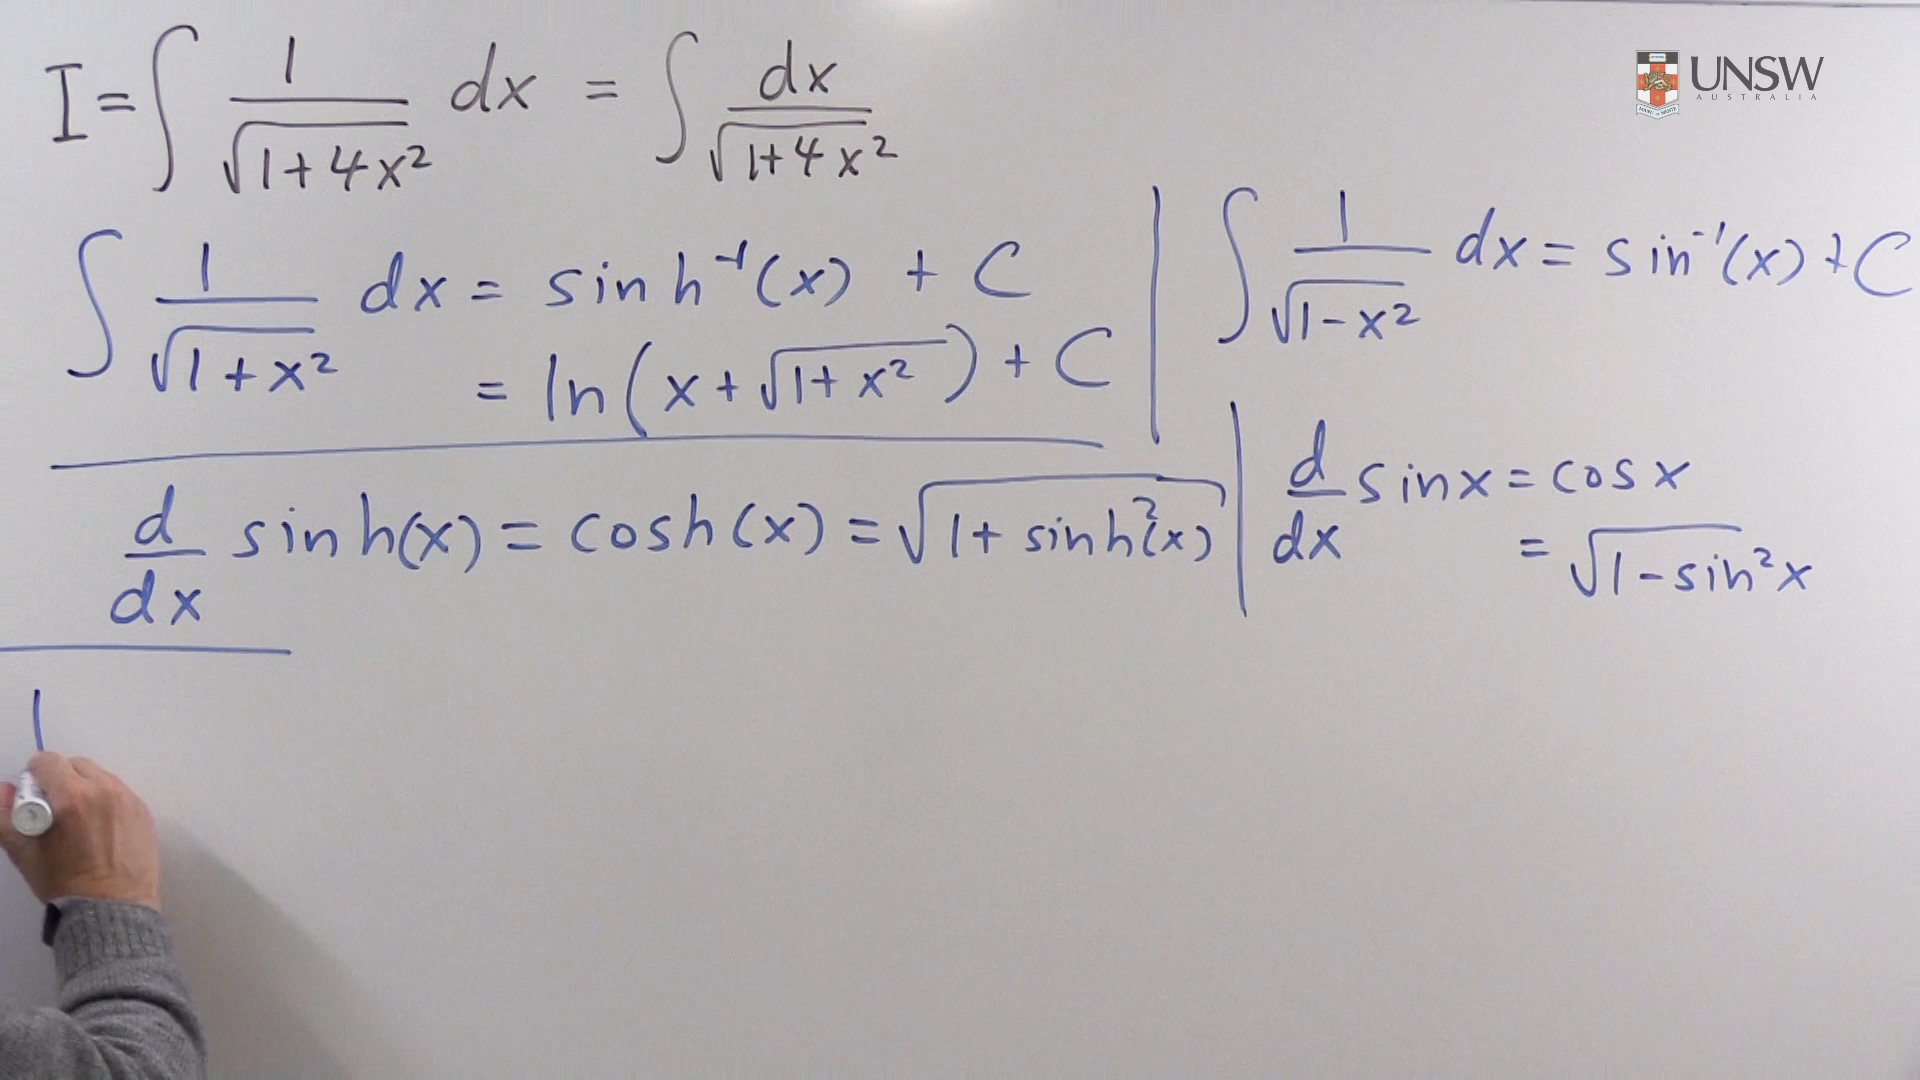 I = ∫ 1/√(1+4x²) dx = ∫ dx/√(1+4x²)
UNSW
AUSTRALIA
∫ 1/√(1+x²) dx = sinh⁻¹(x) + C
= ln(x+√(1+x²)) + C
∫ 1/√(1-x²) dx = sin⁻¹(x) + C
d/dx sinh(x) = cosh(x) = √(1+sinh²(x))
d/dx sinx = cosx
= √(1-sin²x)